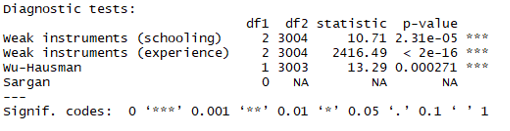 Diagnostic tests:
df1 df2 statistic p-value
Weak instruments (schooling) 2 3004 10.71 2.31e-05 ***
Weak instruments (experience) 2 3004 2416.49 < 2e-16 ***
Wu-Hausman 1 3003 13.29 0.000271 ***
Sargan 0 NA NA NA
---
Signif. codes: 0 ‘***’ 0.001 ‘**’ 0.01 ‘*’ 0.05 ‘.’ 0.1 ‘ ’ 1